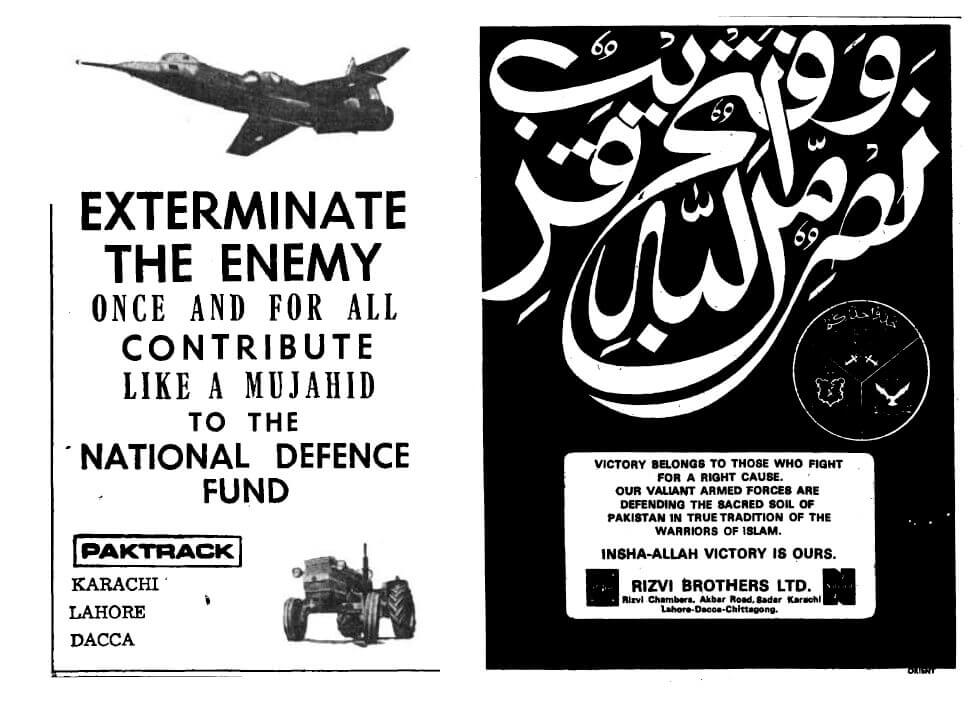 EXTERMINATE
THE ENEMY
ONCE AND FOR ALL
CONTRIBUTE
LIKE A MUJAHID
TO THE
NATIONAL DEFENCE
FUND
PAKTRACK
KARACHI
LAHORE
DACCA
نصر من الله
و فتح قريب
VICTORY BELONGS TO THOSE WHO FIGHT
FOR A RIGHT CAUSE.
OUR VALIANT ARMED FORCES ARE
DEFENDING THE SACRED SOIL OF
PAKISTAN IN TRUE TRADITION OF THE
WARRIORS OF ISLAM.
INSHA-ALLAH VICTORY IS OURS.
RIZVI BROTHERS LTD.
Rizvi Chambers, Akbar Road, Sadar Karachi
Lahore-Dacca-Chittagong.
N
ORIENT